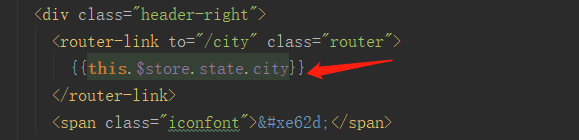 <div class="header-right">
<router-link to="/city" class="router">
{{this.$store.state.city}}
</router-link>
<span class="iconfont">&#xe62d;</span>